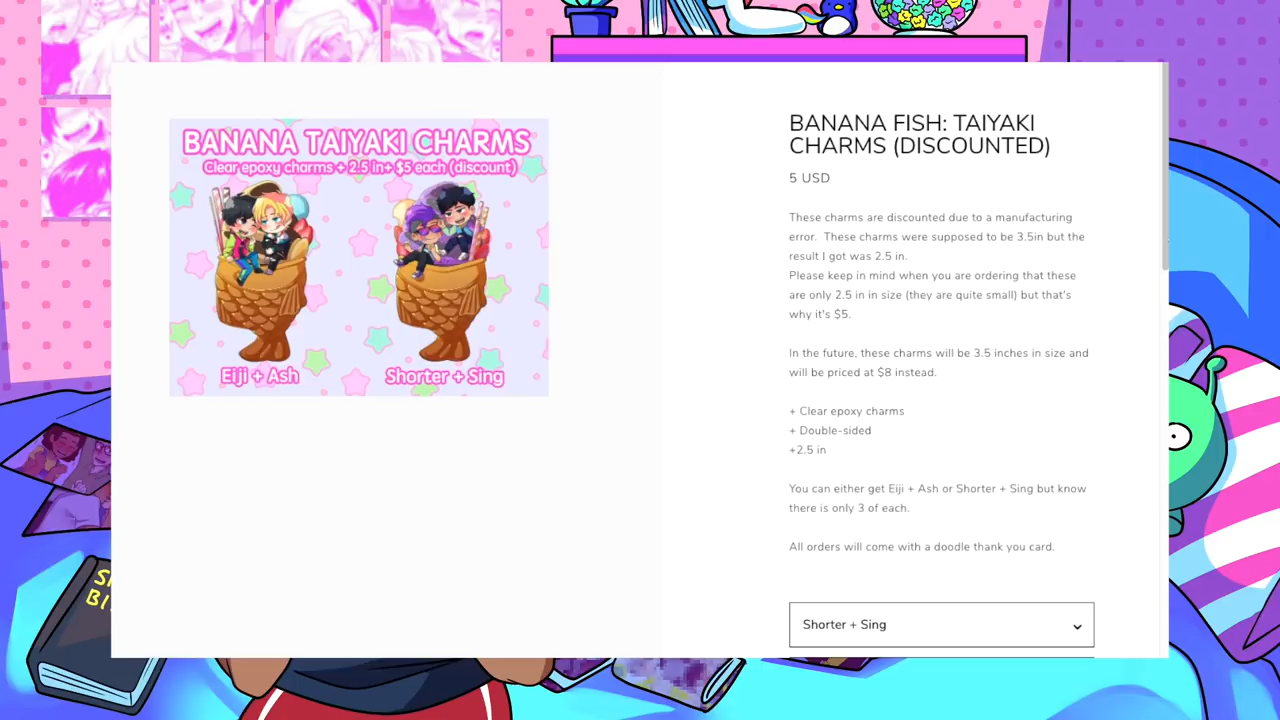 BANANA TAIYAKI CHARMS
Clear epoxy charms + 2.5 in+ $5 each (discount)
Eiji + Ash
Shorter + Sing
BANANA FISH: TAIYAKI
CHARMS (DISCOUNTED)
5 USD
These charms are discounted due to a manufacturing
error.  These charms were supposed to be 3.5in but the
result I got was 2.5 in.
Please keep in mind when you are ordering that these
are only 2.5 in in size (they are quite small) but that's
why it's $5.
In the future, these charms will be 3.5 inches in size and
will be priced at $8 instead.
+ Clear epoxy charms
+ Double-sided
+2.5 in
You can either get Eiji + Ash or Shorter + Sing but know
there is only 3 of each.
All orders will come with a doodle thank you card.
Shorter + Sing